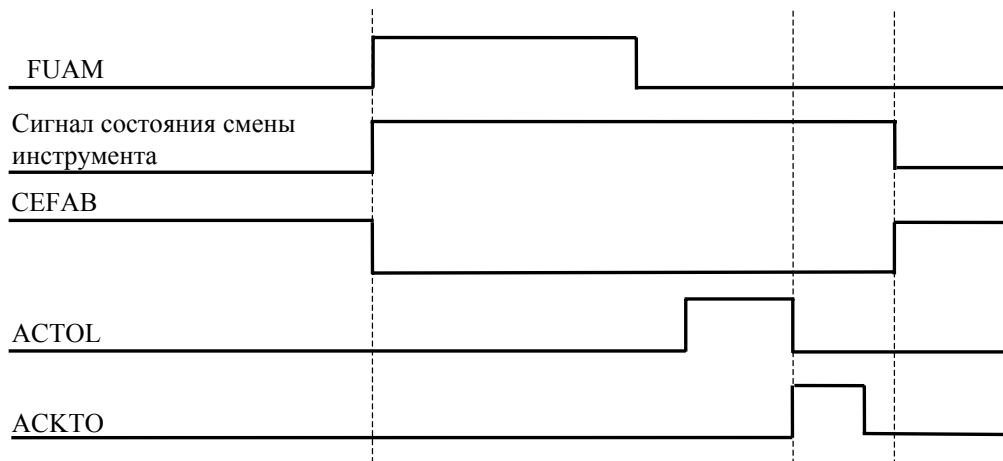 FUAM
Сигнал состояния смены
инструмента
CEFAB
ACTOL
ACKTO